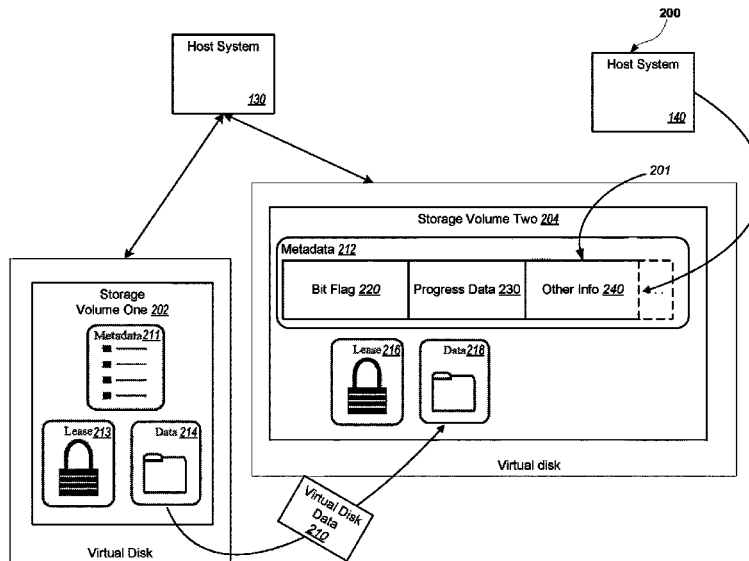 200
Host System
130
Host System
140
201
Storage Volume Two 204
Metadata 212
Bit Flag 220
Progress Data 230
Other Info 240
. .
Storage
Volume One 202
Metadata 211
Lease 216
Data 218
Lease 213
Data 214
Virtual disk
Virtual Disk
Data
210
Virtual Disk